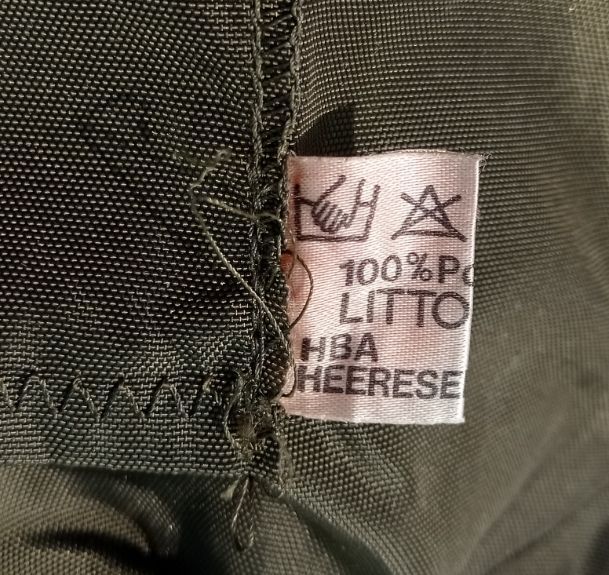 100% Po
LITTO
HBA
HEERESE